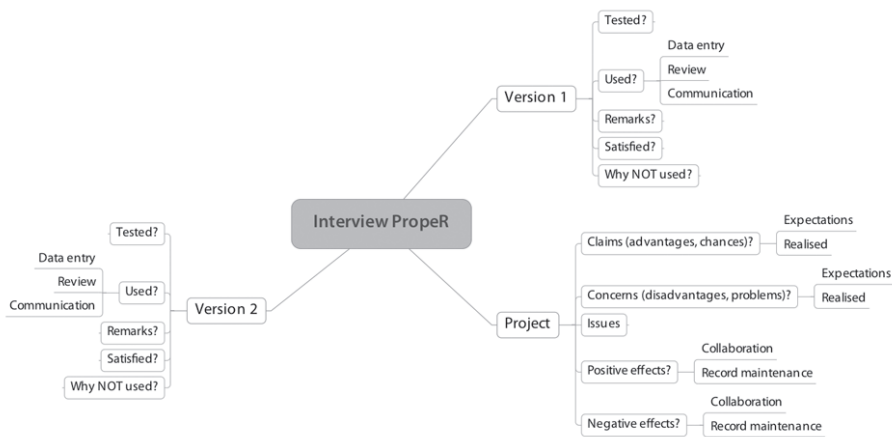 Interview PropeR
Version 1
Tested?
Used?
Data entry
Review
Communication
Remarks?
Satisfied?
Why NOT used?
Project
Claims (advantages, chances)?
Expectations
Realised
Concerns (disadvantages, problems)?
Expectations
Realised
Issues
Positive effects?
Collaboration
Record maintenance
Negative effects?
Collaboration
Record maintenance
Version 2
Tested?
Used?
Data entry
Review
Communication
Remarks?
Satisfied?
Why NOT used?